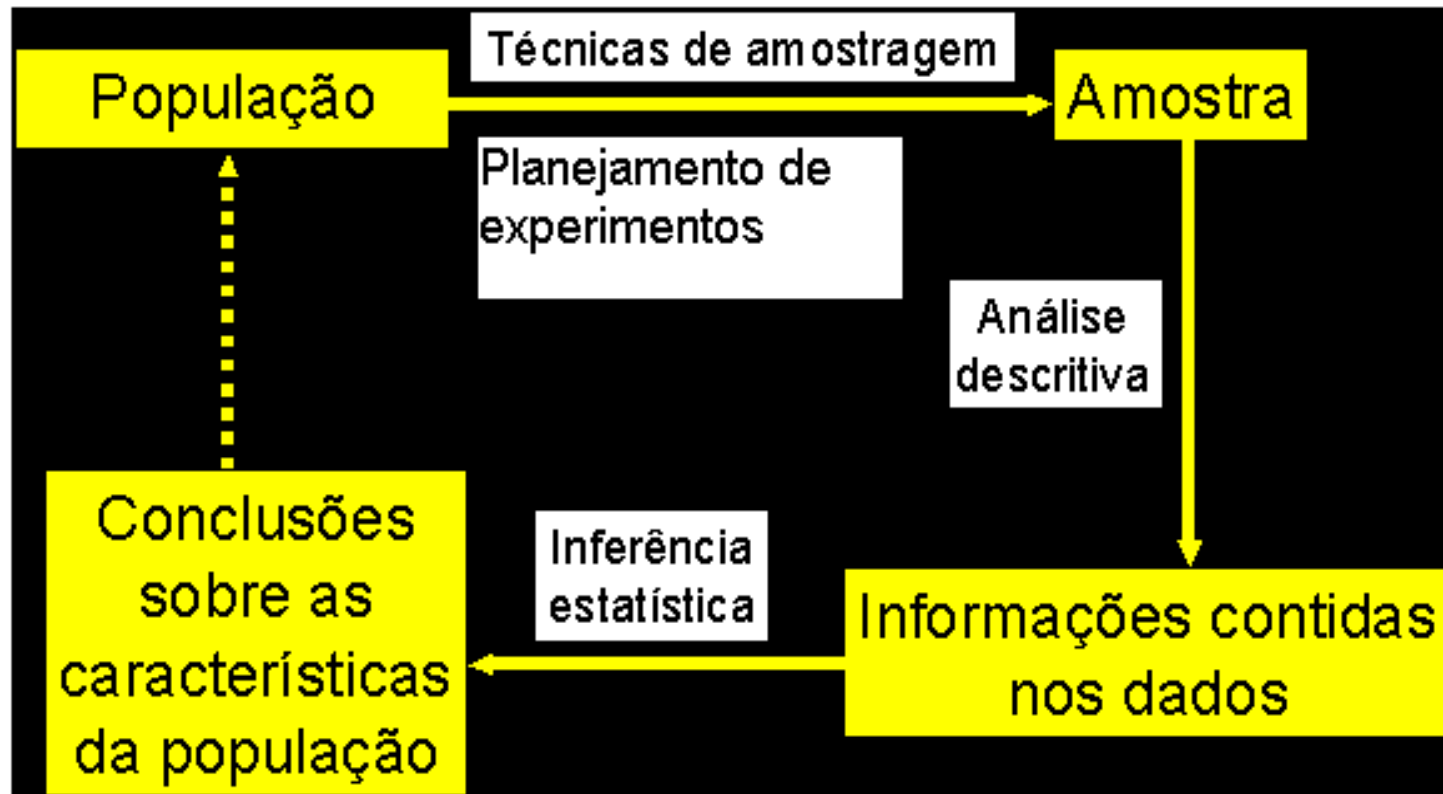 Técnicas de amostragem
População
Amostra
Planejamento de
experimentos
Análise
descritiva
Conclusões
sobre as
características
da população
Inferência
estatística
Informações contidas
nos dados